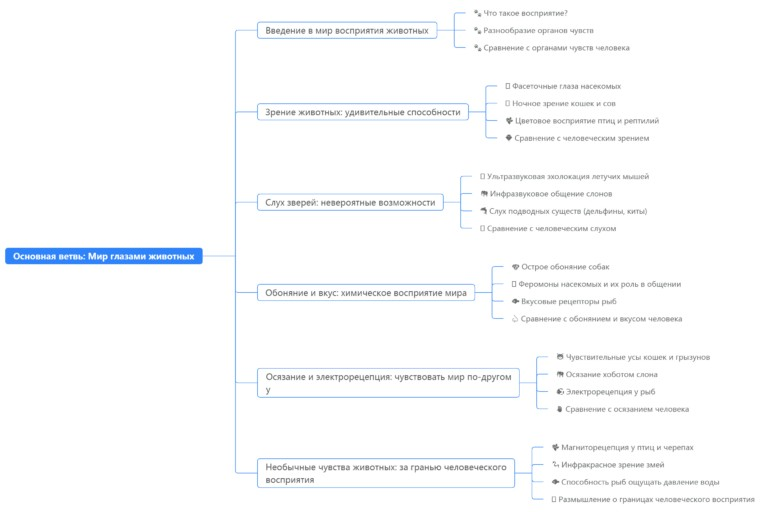 Введение в мир восприятия животных
Что такое восприятие?
Разнообразие органов чувств
Сравнение с органами чувств человека
Зрение животных: удивительные способности
Фасеточные глаза насекомых
Ночное зрение кошек и сов
Цветовое восприятие птиц и рептилий
Сравнение с человеческим зрением
Слух зверей: невероятные возможности
Ультразвуковая эхолокация летучих мышей
Инфразвуковое общение слонов
Слух подводных существ (дельфины, киты)
Сравнение с человеческим слухом
Основная ветвь: Мир глазами животных
Обоняние и вкус: химическое восприятие мира
Острое обоняние собак
Феромоны насекомых и их роль в общении
Вкусовые рецепторы рыб
Сравнение с обонянием и вкусом человека
Осязание и электрорецепция: чувствовать мир по-другом
у
Чувствительные усы кошек и грызунов
Осязание хоботом слона
Электрорецепция у рыб
Сравнение с осязанием человека
Необычные чувства животных: за гранью человеческого
восприятия
Магниторецепция у птиц и черепах
Инфракрасное зрение змей
Способность рыб ощущать давление воды
Размышление о границах человеческого восприятия